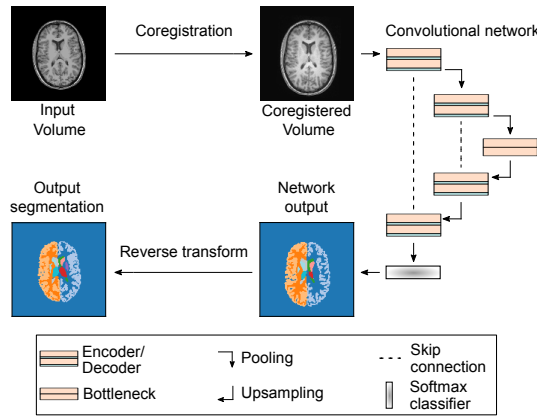 Coregistration
Convolutional network
Input
Volume
Coregistered
Volume
Output
segmentation
Network
output
Reverse transform
Encoder/
Decoder
Pooling
Skip
connection
Bottleneck
Upsampling
Softmax
classifier